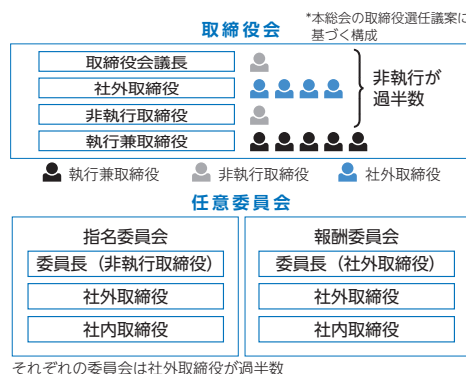 取締役会
*本総会の取締役選任議案に
基づく構成
取締役会議長
社外取締役
非執行取締役
執行兼取締役
非執行が
過半数
執行兼取締役 非執行取締役 社外取締役
任意委員会
指名委員会
委員長（非執行取締役）
社外取締役
社内取締役
報酬委員会
委員長（社外取締役）
社外取締役
社内取締役
それぞれの委員会は社外取締役が過半数